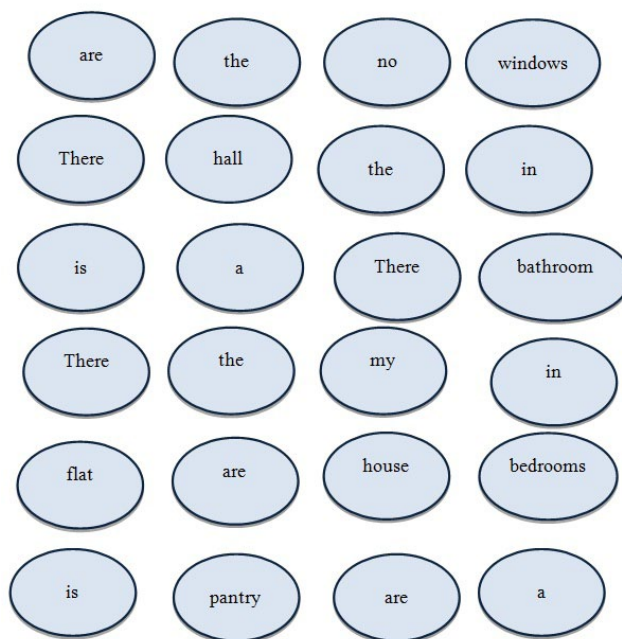 are the no windows
There hall the in
is a There bathroom
There the my in
flat are house bedrooms
is pantry are a